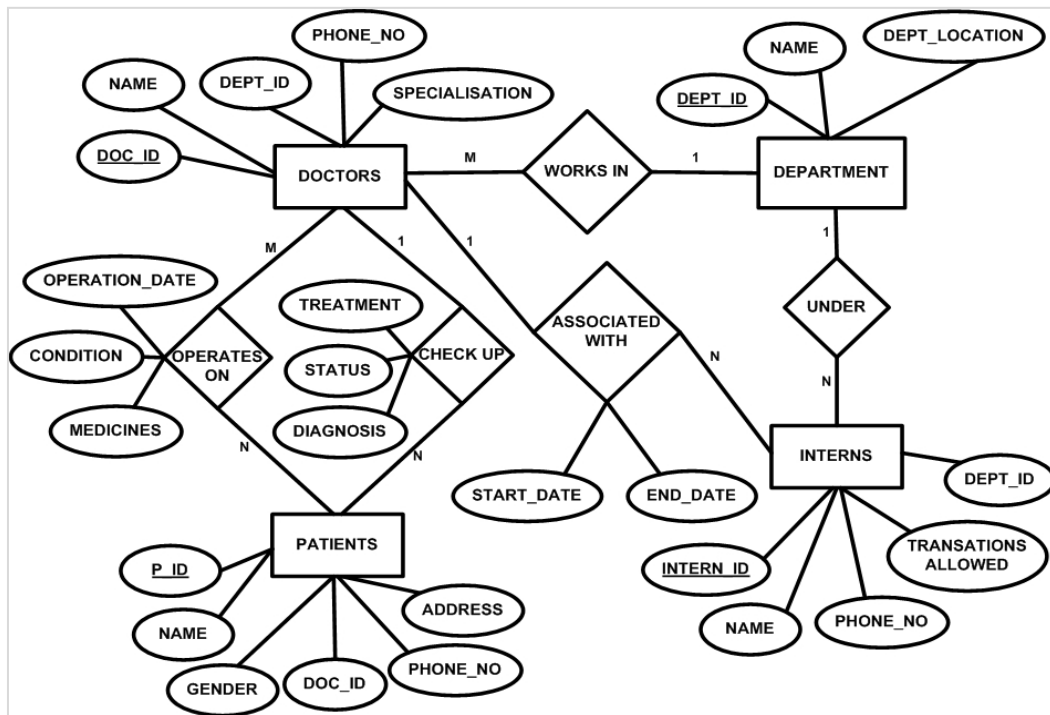 PHONE_NO
DEPT_LOCATION
NAME
NAME
DEPT_ID
SPECIALISATION
DEPT_ID
DOC_ID
M
1
DOCTORS
WORKS IN
DEPARTMENT
M
1
1
1
OPERATION_DATE
TREATMENT
ASSOCIATED
WITH
UNDER
CONDITION
OPERATES
ON
STATUS
CHECK UP
N
N
MEDICINES
DIAGNOSIS
N
N
INTERNS
DEPT_ID
START_DATE
END_DATE
PATIENTS
P_ID
TRANSATIONS
ALLOWED
INTERN_ID
ADDRESS
NAME
NAME
PHONE_NO
GENDER
DOC_ID
PHONE_NO